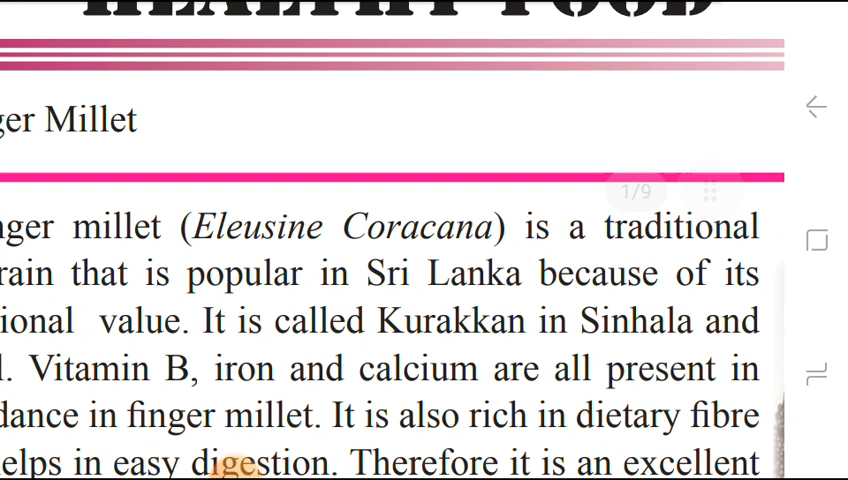 HEALTHY FOOD
ger Millet
1/9
nger millet (Eleusine Coracana) is a traditional
rain that is popular in Sri Lanka because of its
ional value. It is called Kurakkan in Sinhala and
l. Vitamin B, iron and calcium are all present in
dance in finger millet. It is also rich in dietary fibre
elps in easy digestion. Therefore it is an excellent